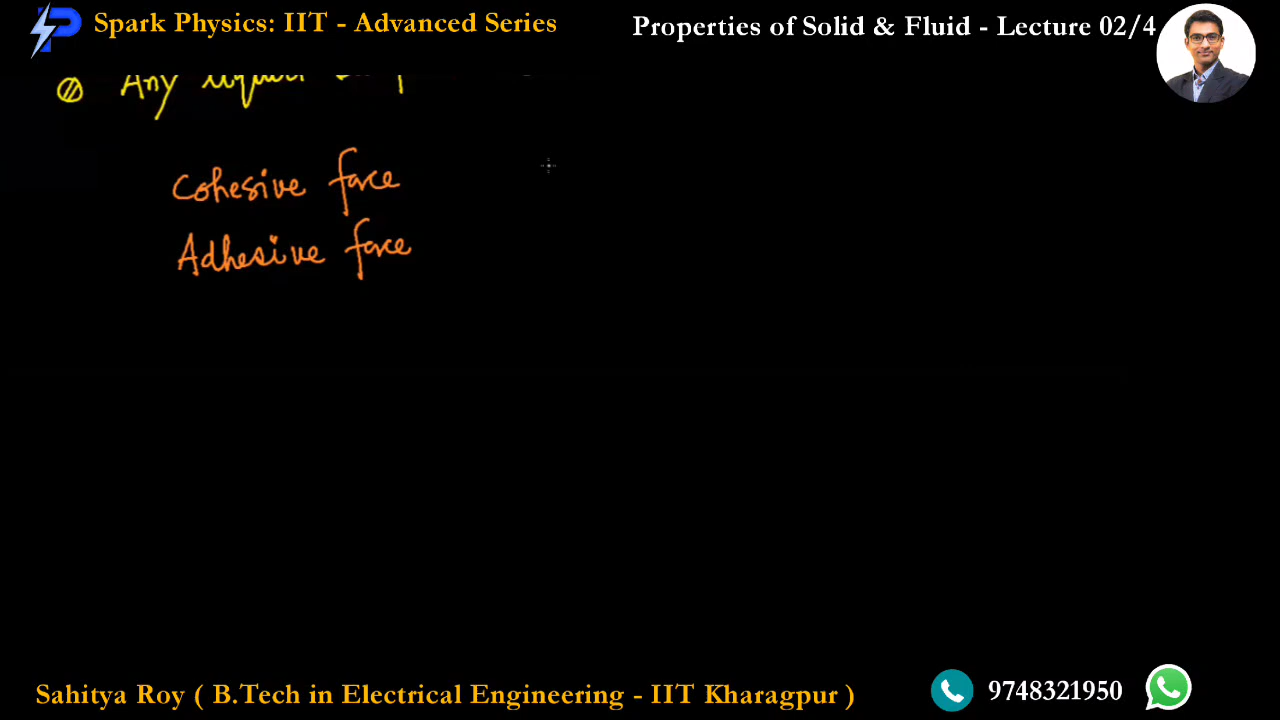 Spark Physics: IIT - Advanced Series
Properties of Solid & Fluid - Lecture 02/4
Any liquid
Cohesive force
Adhesive force
Sahitya Roy ( B.Tech in Electrical Engineering - IIT Kharagpur )
9748321950